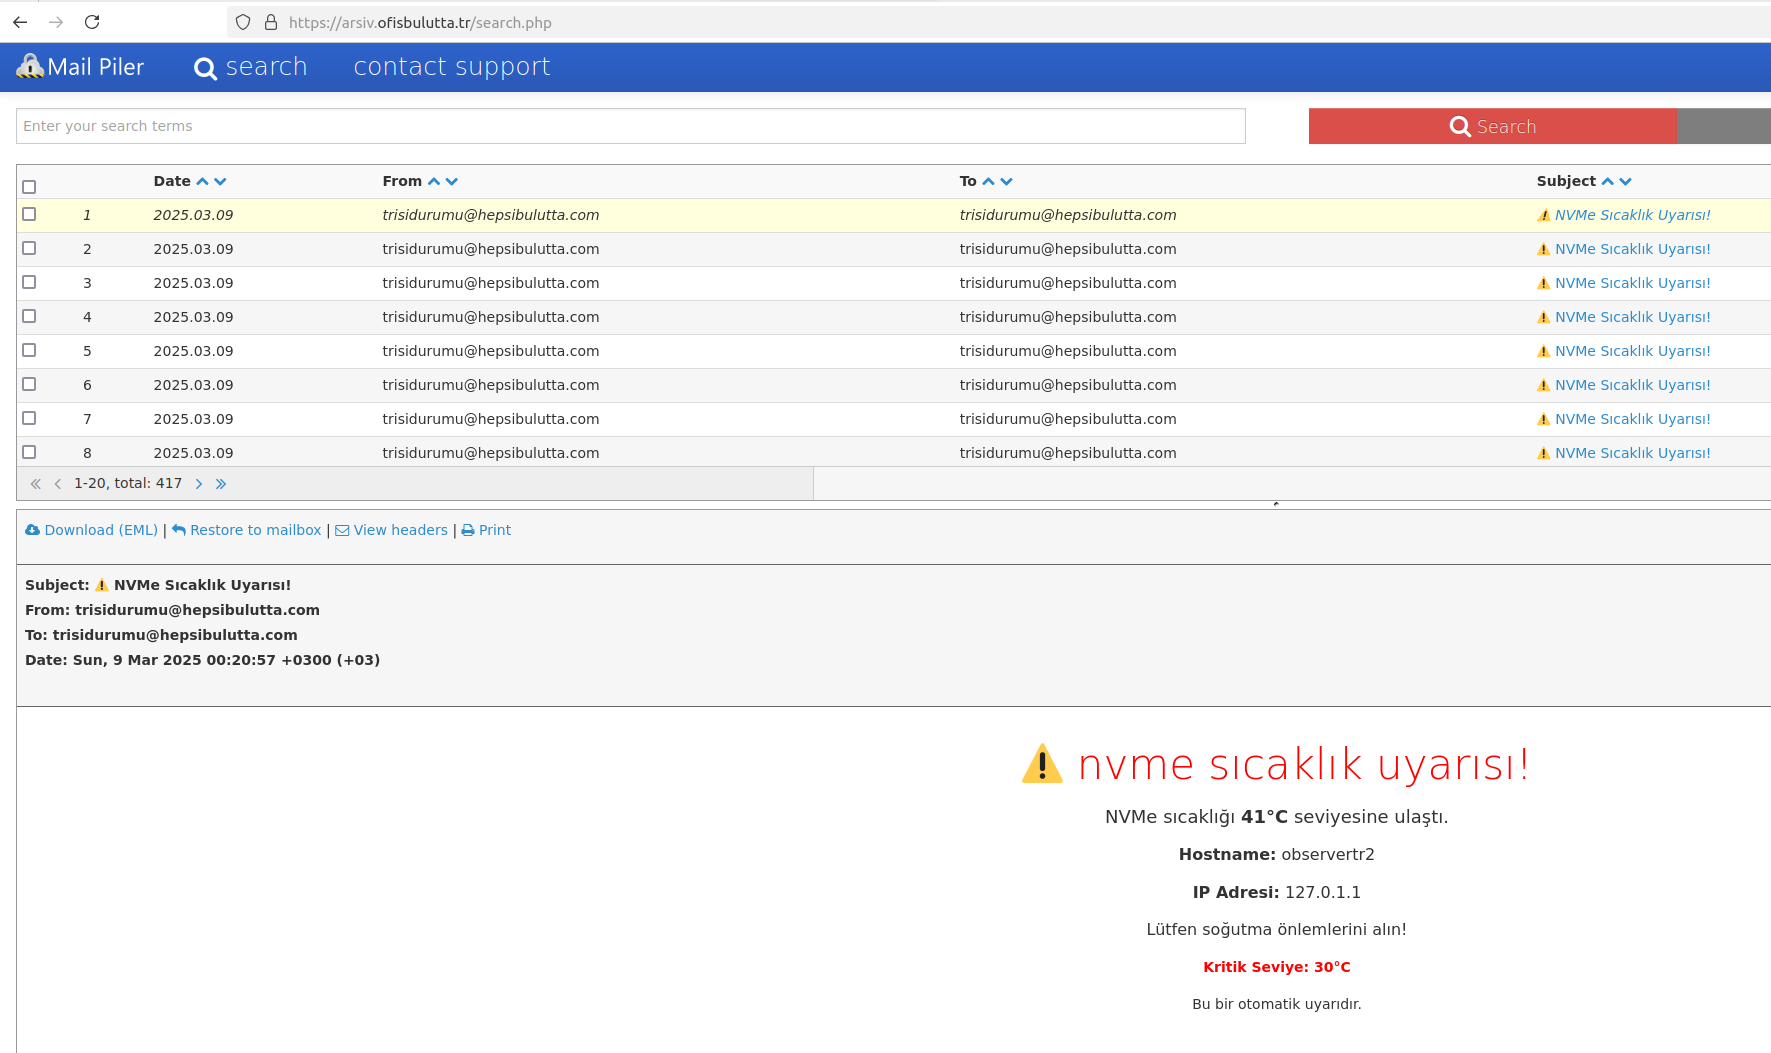 https://arsiv.ofisbulutta.tr/search.php
Mail Piler search contact support
Enter your search terms Search
Date From To Subject
1 2025.03.09 trisidurumu@hepsibulutta.com trisidurumu@hepsibulutta.com ⚠ NVMe Sıcaklık Uyarısı!
2 2025.03.09 trisidurumu@hepsibulutta.com trisidurumu@hepsibulutta.com ⚠ NVMe Sıcaklık Uyarısı!
3 2025.03.09 trisidurumu@hepsibulutta.com trisidurumu@hepsibulutta.com ⚠ NVMe Sıcaklık Uyarısı!
4 2025.03.09 trisidurumu@hepsibulutta.com trisidurumu@hepsibulutta.com ⚠ NVMe Sıcaklık Uyarısı!
5 2025.03.09 trisidurumu@hepsibulutta.com trisidurumu@hepsibulutta.com ⚠ NVMe Sıcaklık Uyarısı!
6 2025.03.09 trisidurumu@hepsibulutta.com trisidurumu@hepsibulutta.com ⚠ NVMe Sıcaklık Uyarısı!
7 2025.03.09 trisidurumu@hepsibulutta.com trisidurumu@hepsibulutta.com ⚠ NVMe Sıcaklık Uyarısı!
8 2025.03.09 trisidurumu@hepsibulutta.com trisidurumu@hepsibulutta.com ⚠ NVMe Sıcaklık Uyarısı!
« ‹ 1-20, total: 417 › »
Download (EML) | Restore to mailbox | View headers | Print
Subject: ⚠ NVMe Sıcaklık Uyarısı!
From: trisidurumu@hepsibulutta.com
To: trisidurumu@hepsibulutta.com
Date: Sun, 9 Mar 2025 00:20:57 +0300 (+03)
⚠ nvme sıcaklık uyarısı!
NVMe sıcaklığı 41°C seviyesine ulaştı.
Hostname: observertr2
IP Adresi: 127.0.1.1
Lütfen soğutma önlemlerini alın!
Kritik Seviye: 30°C
Bu bir otomatik uyarıdır.